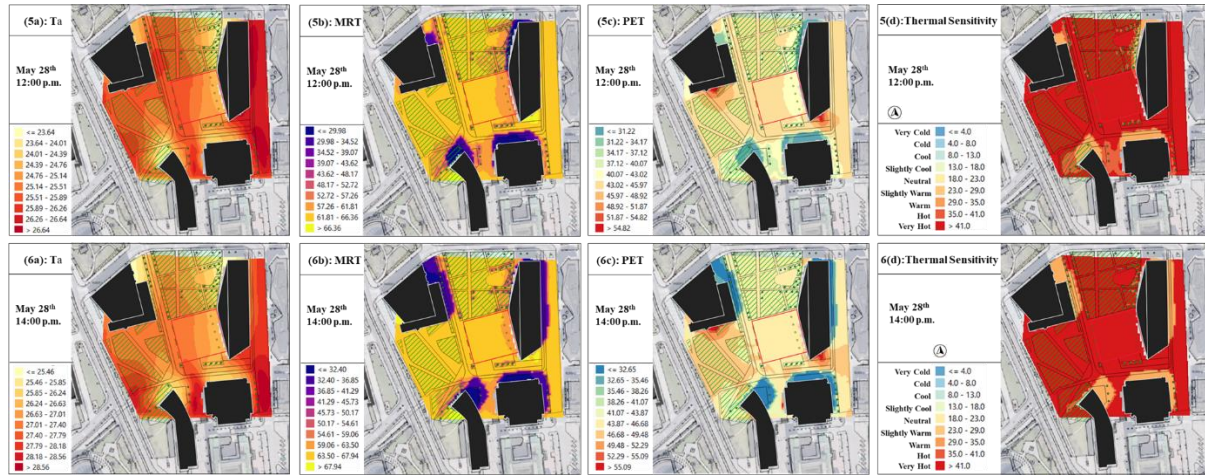 (5a): Ta
May 28th
12:00 p.m.
<= 23.64
23.64 - 24.01
24.01 - 24.39
24.39 - 24.76
24.76 - 25.14
25.14 - 25.51
25.51 - 25.89
25.89 - 26.26
26.26 - 26.64
> 26.64
(5b): MRT
May 28th
12:00 p.m.
<= 29.98
29.98 - 34.52
34.52 - 39.07
39.07 - 43.62
43.62 - 48.17
48.17 - 52.72
52.72 - 57.26
57.26 - 61.81
61.81 - 66.36
> 66.36
(5c): PET
May 28th
12:00 p.m.
<= 31.22
31.22 - 34.17
34.17 - 37.12
37.12 - 40.07
40.07 - 43.02
43.02 - 45.97
45.97 - 48.92
48.92 - 51.87
51.87 - 54.82
> 54.82
5(d): Thermal Sensitivity
May 28th
12:00 p.m.
A
Very Cold <= 4.0
Cold 4.0 - 8.0
Cool 8.0 - 13.0
Slightly Cool 13.0 - 18.0
Neutral 18.0 - 23.0
Slightly Warm 23.0 - 29.0
Warm 29.0 - 35.0
Hot 35.0 - 41.0
Very Hot > 41.0
(6a): Ta
May 28th
14:00 p.m.
<= 25.46
25.46 - 25.85
25.85 - 26.24
26.24 - 26.63
26.63 - 27.01
27.01 - 27.40
27.40 - 27.79
27.79 - 28.18
28.18 - 28.56
> 28.56
(6b): MRT
May 28th
14:00 p.m.
<= 32.40
32.40 - 36.85
36.85 - 41.29
41.29 - 45.73
45.73 - 50.17
50.17 - 54.61
54.61 - 59.06
59.06 - 63.50
63.50 - 67.94
> 67.94
(6c): PET
May 28th
14:00 p.m.
<= 32.65
32.65 - 35.46
35.46 - 38.26
38.26 - 41.07
41.07 - 43.87
43.87 - 46.68
46.68 - 49.48
49.48 - 52.29
52.29 - 55.09
> 55.09
6(d): Thermal Sensitivity
May 28th
14:00 p.m.
A
Very Cold <= 4.0
Cold 4.0 - 8.0
Cool 8.0 - 13.0
Slightly Cool 13.0 - 18.0
Neutral 18.0 - 23.0
Slightly Warm 23.0 - 29.0
Warm 29.0 - 35.0
Hot 35.0 - 41.0
Very Hot > 41.0